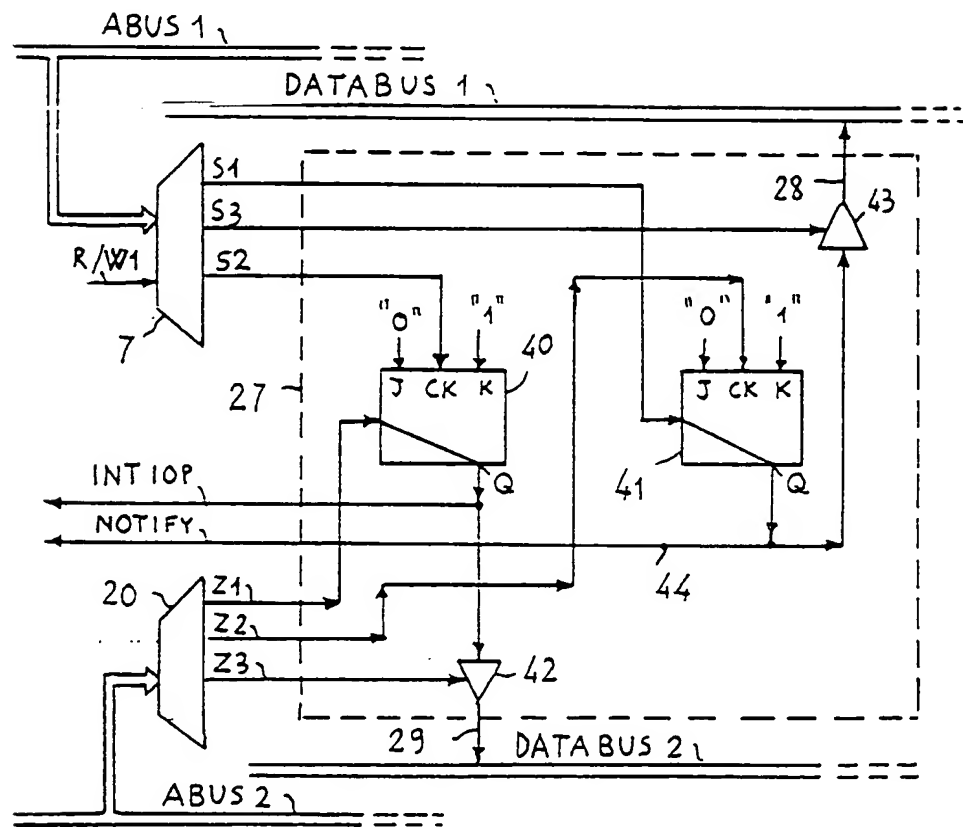 ABUS 1
DATABUS 1
S1
28
43
S3
R/W1
S2
"0"
"1"
"0"
"1"
7
40
J CK K
J CK K
27
Q
41
Q
INT IOP
NOTIFY
44
20
Z1
Z2
Z3
42
29
DATABUS 2
ABUS 2